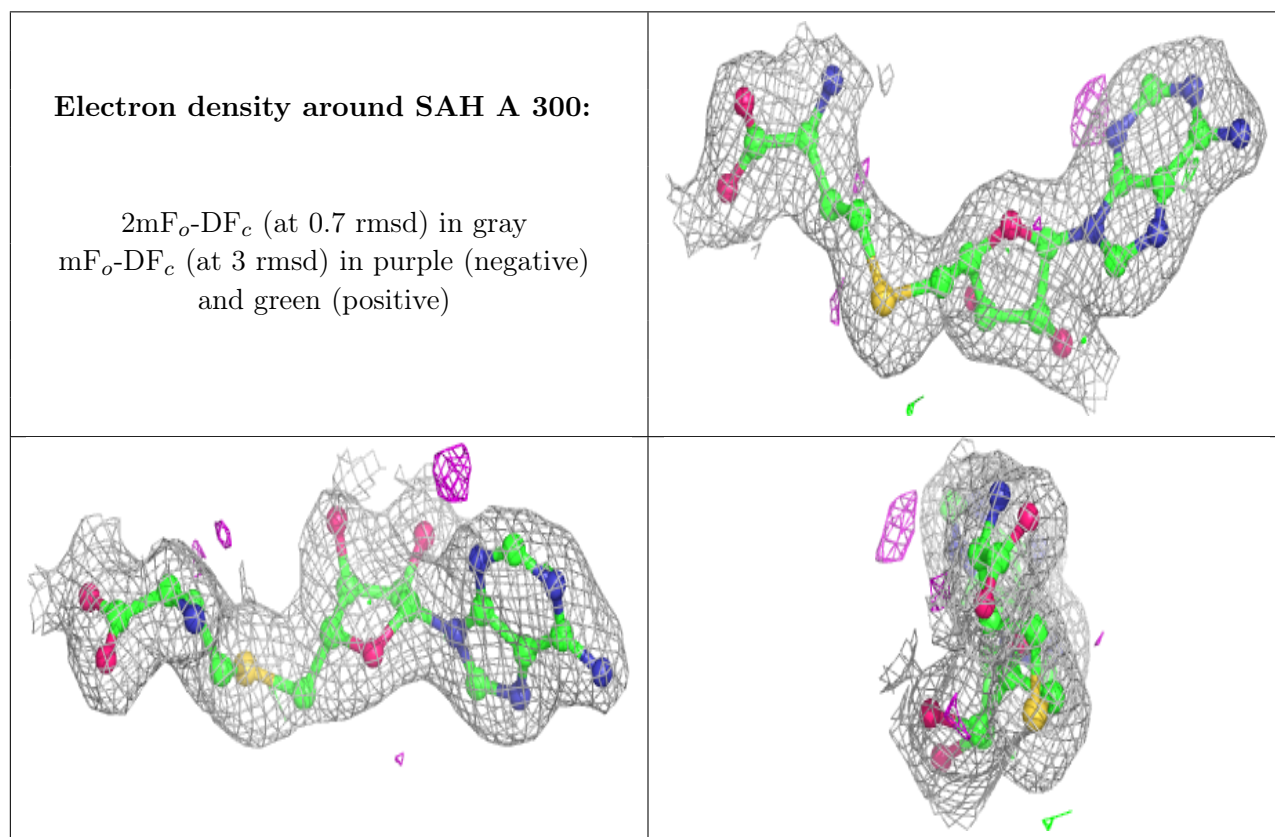 Electron density around SAH A 300:
2mFo-DFc (at 0.7 rmsd) in gray
mFo-DFc (at 3 rmsd) in purple (negative)
and green (positive)